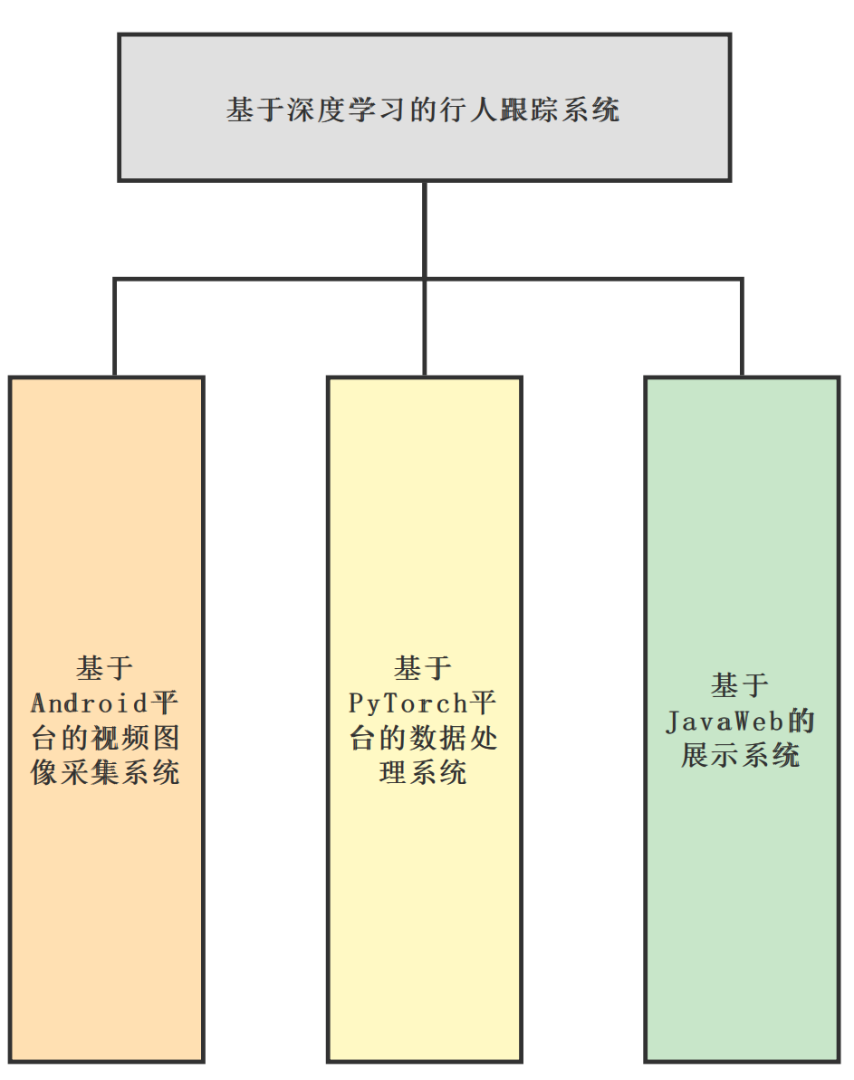 基于深度学习的行人跟踪系统
基于
Android平
台的视频图
像采集系统
基于
PyTorch平
台的数据处
理系统
基于
JavaWeb的
展示系统